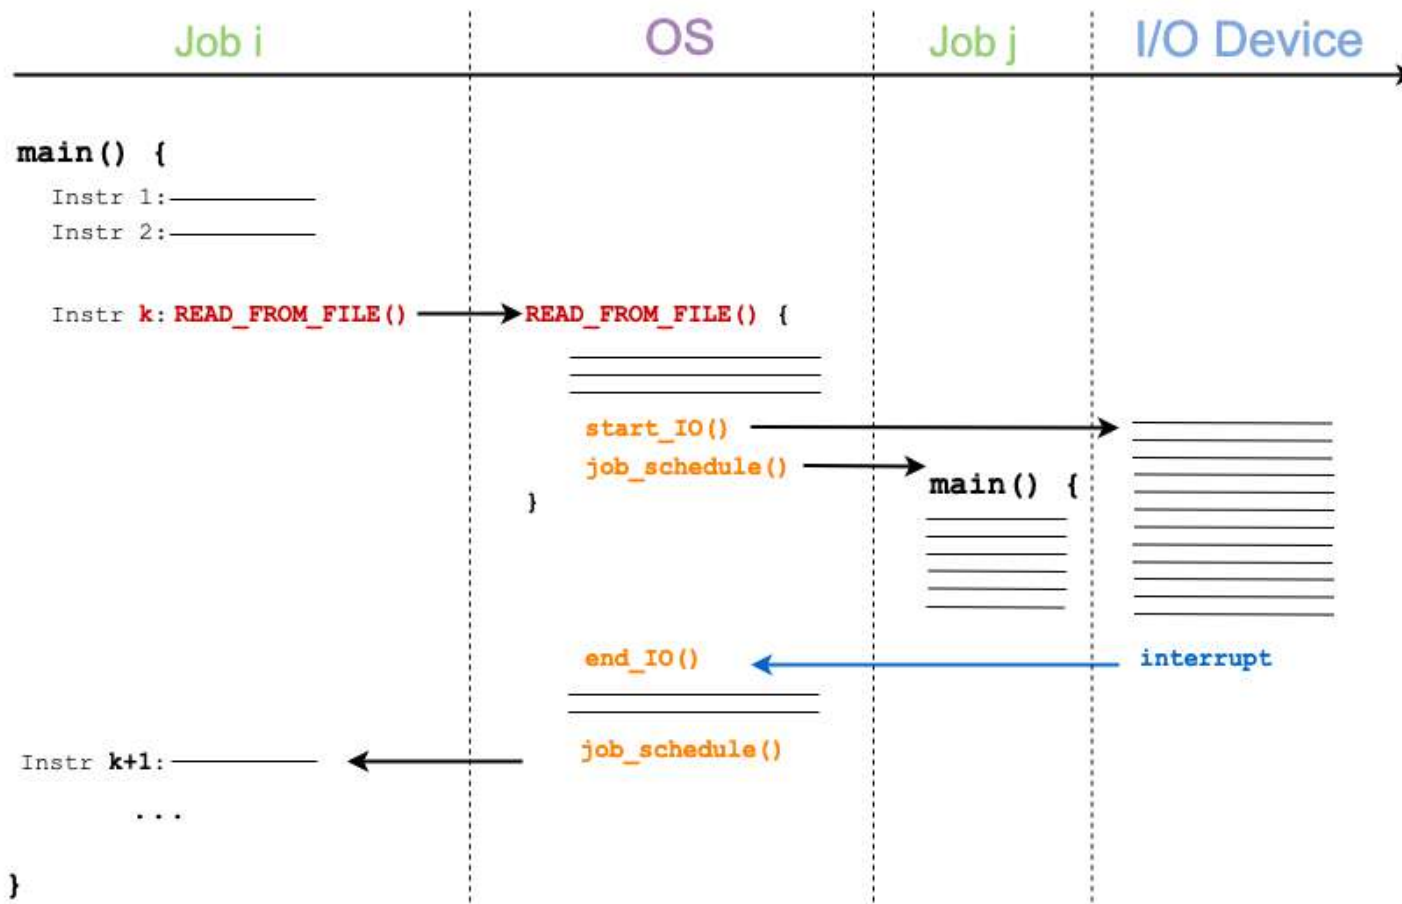 Job i OS Job j I/O Device
main() {
Instr 1:
Instr 2:
Instr k: READ_FROM_FILE() READ_FROM_FILE() {
start_IO()
job_schedule()
main() {
}
end_IO() interrupt
job_schedule()
Instr k+1:
...
}